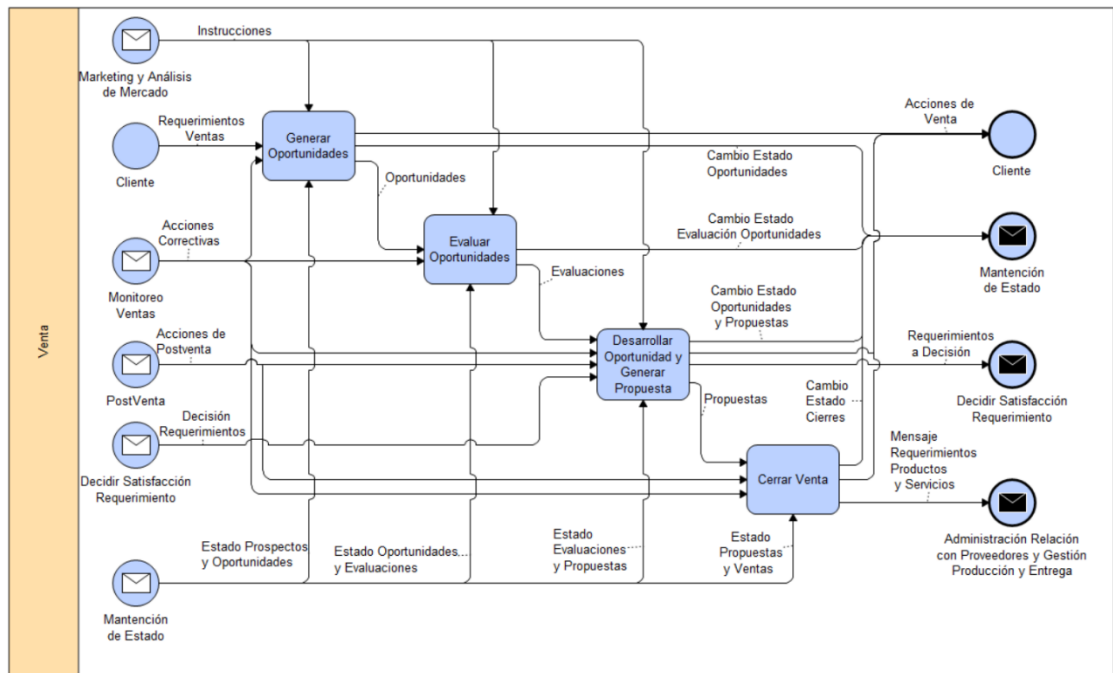 Venta
Instrucciones
Marketing y Análisis
de Mercado
Requerimientos
Ventas
Cliente
Generar
Oportunidades
Acciones de
Venta
Cliente
Cambio Estado
Oportunidades
Oportunidades
Acciones
Correctivas
Monitoreo
Ventas
Evaluar
Oportunidades
Cambio Estado
Evaluación Oportunidades
Mantención
de Estado
Evaluaciones
Cambio Estado
Oportunidades
y Propuestas
Acciones de
Postventa
PostVenta
Desarrollar
Oportunidad y
Generar
Propuesta
Requerimientos
a Decisión
Decidir Satisfacción
Requerimiento
Decisión
Requerimientos
Decidir Satisfacción
Requerimiento
Propuestas
Cambio
Estado
Cierres
Mensaje
Requerimientos
Productos
y Servicios
Cerrar Venta
Administración Relación
con Proveedores y Gestión
Producción y Entrega
Estado Prospectos
y Oportunidades
Estado Oportunidades
y Evaluaciones
Estado
Evaluaciones
y Propuestas
Estado
Propuestas
y Ventas
Mantención
de Estado